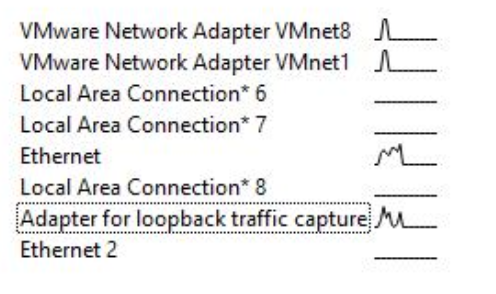 VMware Network Adapter VMnet8
VMware Network Adapter VMnet1
Local Area Connection* 6
Local Area Connection* 7
Ethernet
Local Area Connection* 8
Adapter for loopback traffic capture
Ethernet 2